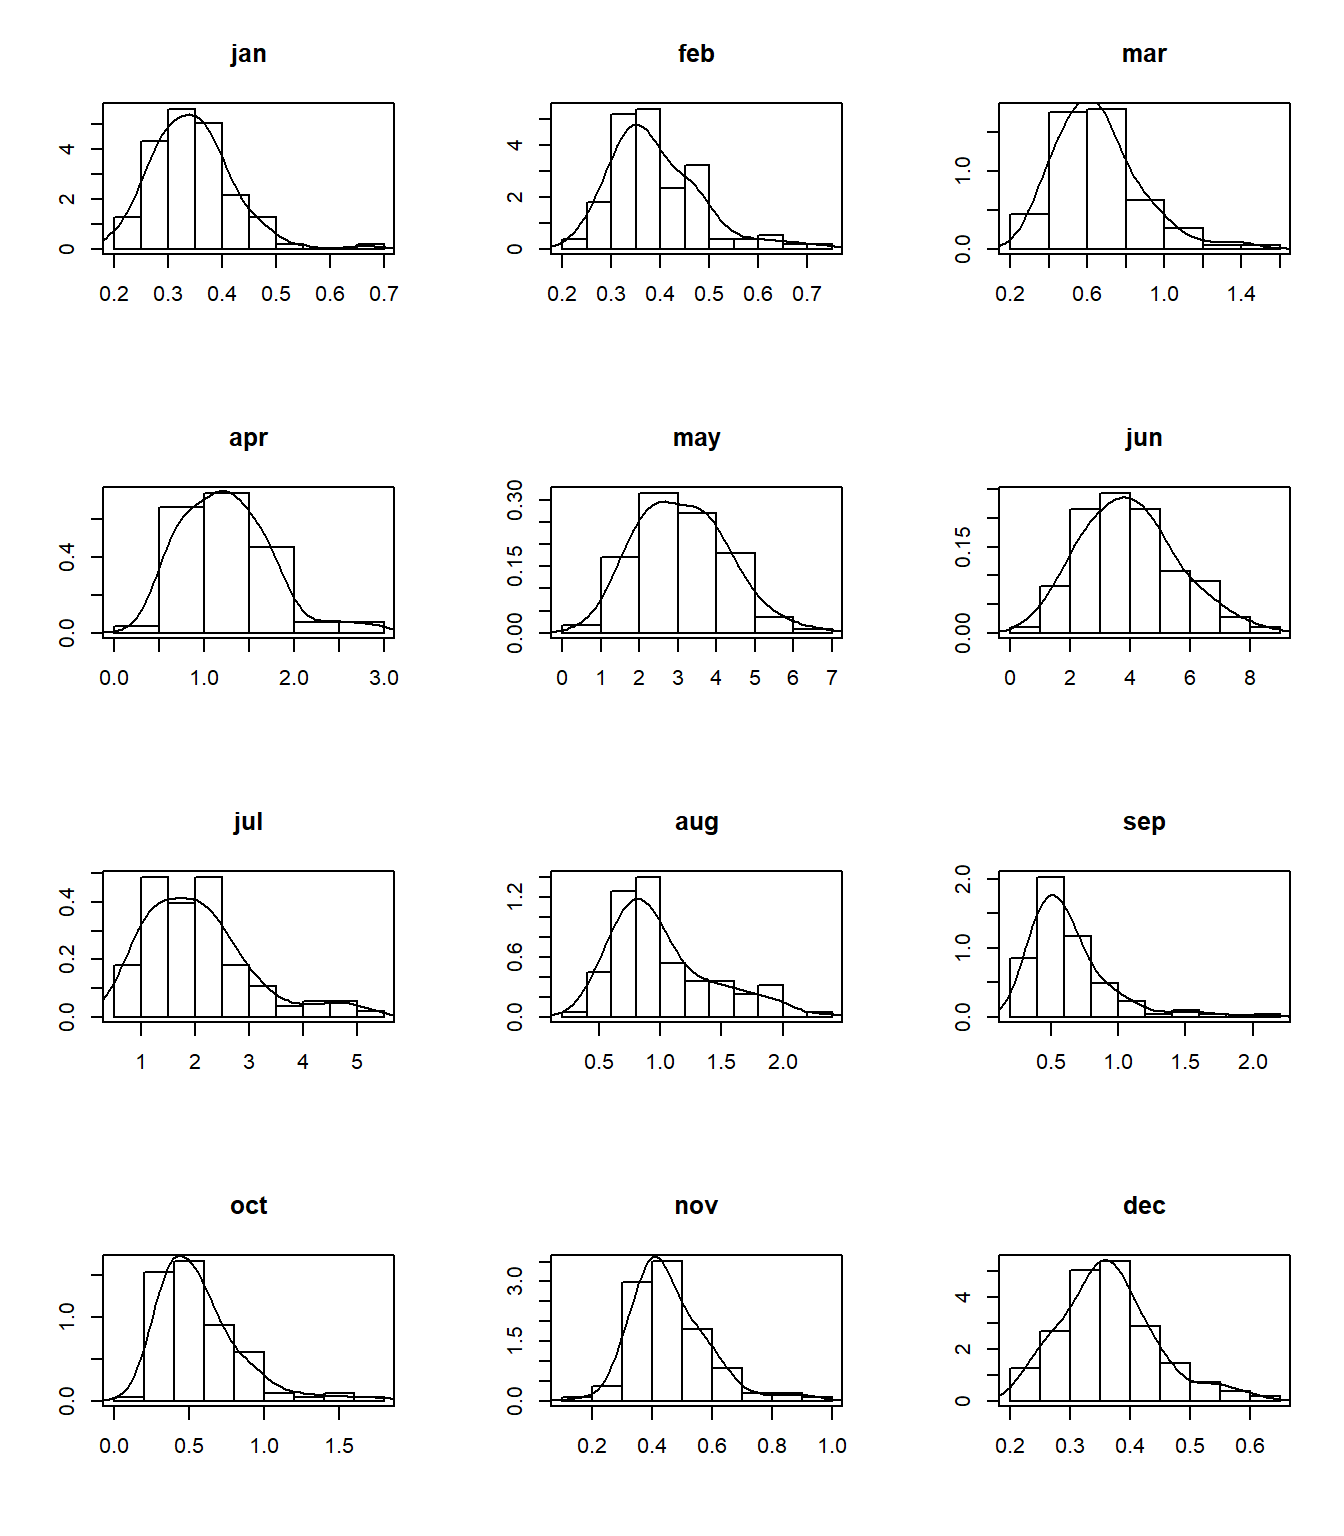 jan feb mar
0 2 4 0 2 4 0.0 1.0
0.2 0.3 0.4 0.5 0.6 0.7 0.2 0.3 0.4 0.5 0.6 0.7 0.2 0.6 1.0 1.4
apr may jun
0.0 0.4 0.00 0.15 0.30 0.00 0.15
0.0 1.0 2.0 3.0 0 1 2 3 4 5 6 7 0 2 4 6 8
jul aug sep
0.0 0.2 0.4 0.0 0.6 1.2 0.0 1.0 2.0
1 2 3 4 5 0.5 1.0 1.5 2.0 0.5 1.0 1.5 2.0
oct nov dec
0.0 1.0 0.0 1.5 3.0 0 2 4
0.0 0.5 1.0 1.5 0.2 0.4 0.6 0.8 1.0 0.2 0.3 0.4 0.5 0.6